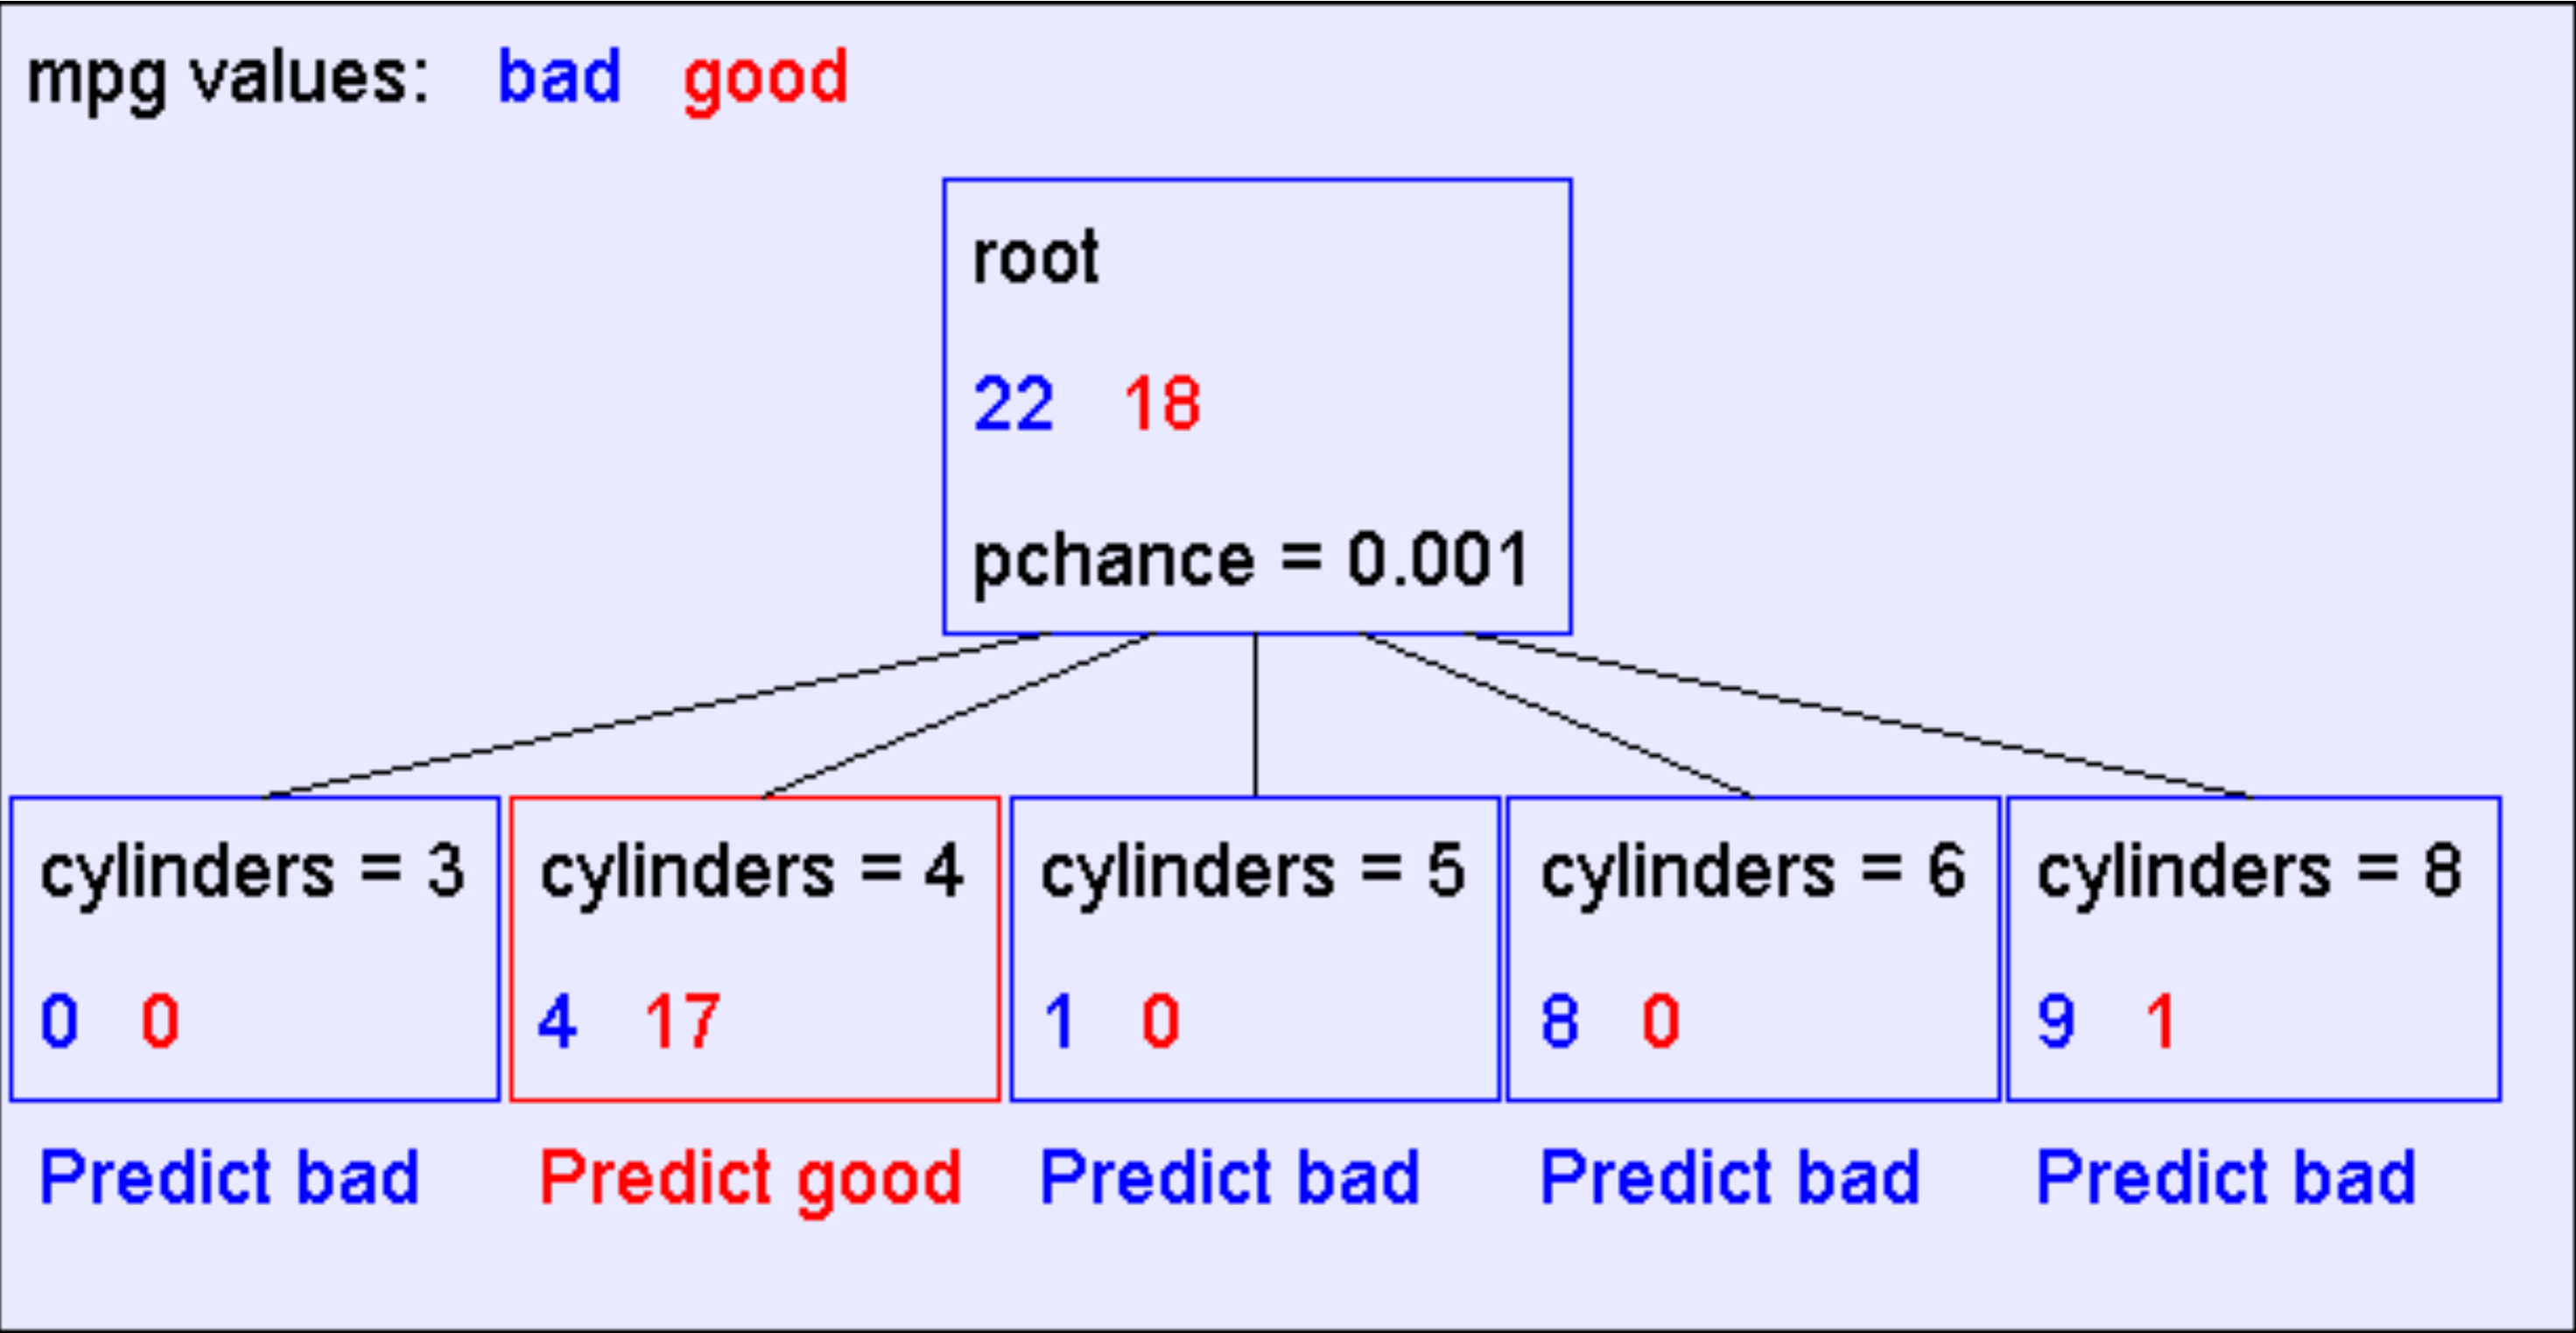 mpg values: bad good
root
22 18
pchance = 0.001
cylinders = 3
0 0
Predict bad
cylinders = 4
4 17
Predict good
cylinders = 5
1 0
Predict bad
cylinders = 6
8 0
Predict bad
cylinders = 8
9 1
Predict bad